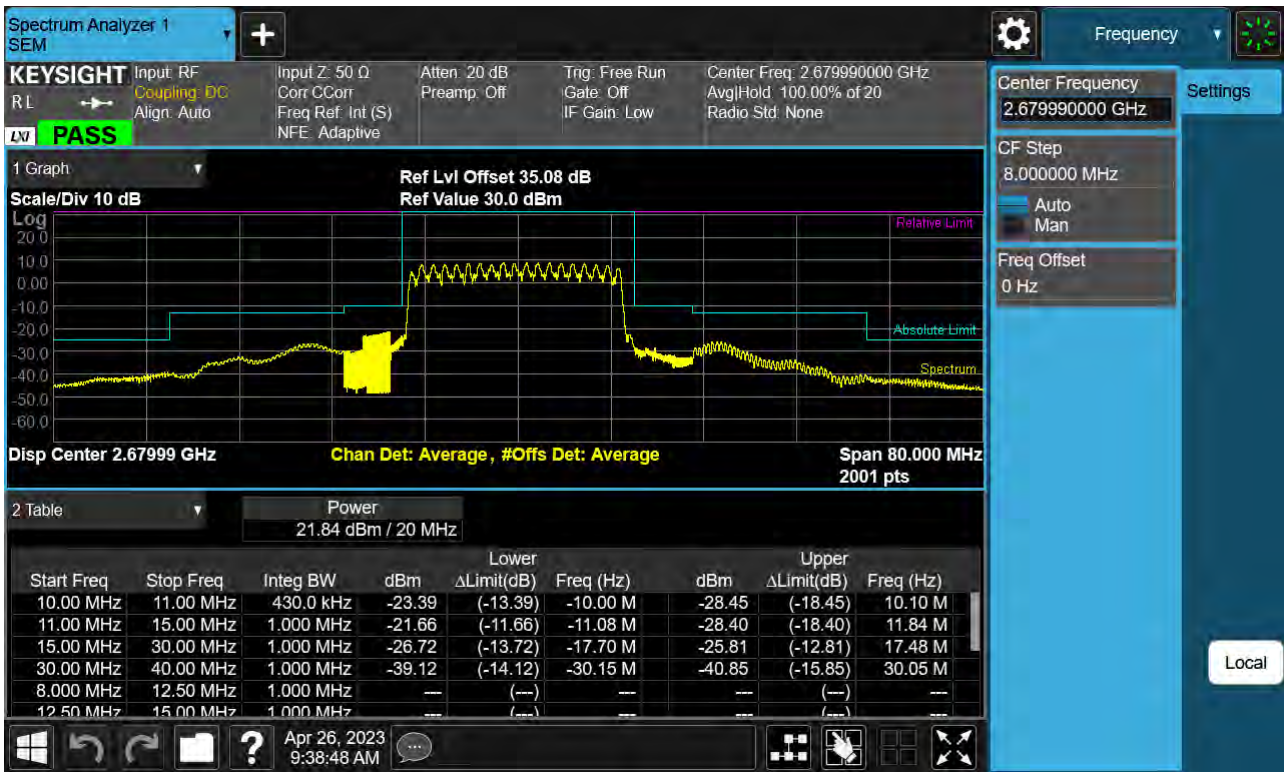 Spectrum Analyzer 1
SEM
Frequency
KEYSIGHT
R L
LXI PASS
Input: RF
Coupling: DC
Align: Auto
Input Z: 50 Ω
Corr CCorr
Freq Ref: Int (S)
NFE: Adaptive
Atten: 20 dB
Preamp: Off
Trig: Free Run
Gate: Off
IF Gain: Low
Center Freq: 2.679990000 GHz
Avg|Hold: 100.00% of 20
Radio Std: None
Center Frequency
2.679990000 GHz
Settings
CF Step
8.000000 MHz
Auto
Man
Freq Offset
0 Hz
Local
1 Graph
Scale/Div 10 dB
Ref Lvl Offset 35.08 dB
Ref Value 30.0 dBm
Log
20.0
10.0
0.00
-10.0
-20.0
-30.0
-40.0
-50.0
-60.0
Relative Limit
Absolute Limit
Spectrum
Disp Center 2.67999 GHz
Chan Det: Average, #Offs Det: Average
Span 80.000 MHz
2001 pts
2 Table
Power
21.84 dBm / 20 MHz
Lower Upper
Start Freq Stop Freq Integ BW dBm ΔLimit(dB) Freq (Hz) dBm ΔLimit(dB) Freq (Hz)
10.00 MHz 11.00 MHz 430.0 kHz -23.39 (-13.39) -10.00 M -28.45 (-18.45) 10.10 M
11.00 MHz 15.00 MHz 1.000 MHz -21.66 (-11.66) -11.08 M -28.40 (-18.40) 11.84 M
15.00 MHz 30.00 MHz 1.000 MHz -26.72 (-13.72) -17.70 M -25.81 (-12.81) 17.48 M
30.00 MHz 40.00 MHz 1.000 MHz -39.12 (-14.12) -30.15 M -40.85 (-15.85) 30.05 M
8.000 MHz 12.50 MHz 1.000 MHz --- (---) --- --- (---) ---
12.50 MHz 15.00 MHz 1.000 MHz --- (---) --- --- (---) ---
Apr 26, 2023
9:38:48 AM